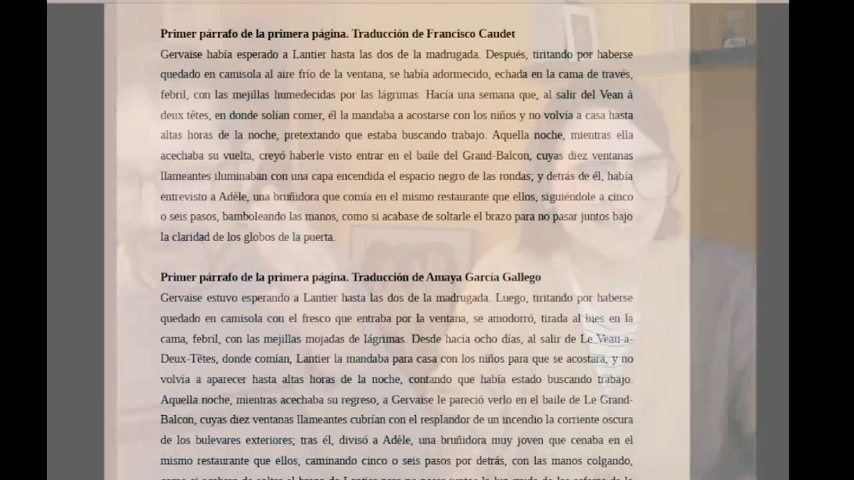 Primer párrafo de la primera página. Traducción de Francisco Caudet
Gervaise había esperado a Lantier hasta las dos de la madrugada. Después, tiritando por haberse
quedado en camisola al aire frío de la ventana, se había adormecido, echada en la cama de través,
febril, con las mejillas humedecidas por las lágrimas. Hacía una semana que, al salir del Vean à
deux têtes, en donde solían comer, él la mandaba a acostarse con los niños y no volvía a casa hasta
altas horas de la noche, pretextando que estaba buscando trabajo. Aquella noche, mientras ella
acechaba su vuelta, creyó haberle visto entrar en el baile del Grand-Balcon, cuyas diez ventanas
llameantes iluminaban con una capa encendida el espacio negro de las rondas; y detrás de él, había
entrevisto a Adèle, una bruñidora que comía en el mismo restaurante que ellos, siguiéndole a cinco
o seis pasos, bamboleando las manos, como si acabase de soltarle el brazo para no pasar juntos bajo
la claridad de los globos de la puerta.
Primer párrafo de la primera página. Traducción de Amaya García Gallego
Gervaise estuvo esperando a Lantier hasta las dos de la madrugada. Luego, tiritando por haberse
quedado en camisola con el fresco que entraba por la ventana, se amodorró, tirada al bies en la
cama, febril, con las mejillas mojadas de lágrimas. Desde hacía ocho días, al salir de Le Veau-a-
Deux-Têtes, donde comían, Lantier la mandaba para casa con los niños para que se acostara, y no
volvía a aparecer hasta altas horas de la noche, contando que había estado buscando trabajo.
Aquella noche, mientras acechaba su regreso, a Gervaise le pareció verlo en el baile de Le Grand-
Balcon, cuyas diez ventanas llameantes cubrían con el resplandor de un incendio la corriente oscura
de los bulevares exteriores; tras él, divisó a Adèle, una bruñidora muy joven que cenaba en el
mismo restaurante que ellos, caminando cinco o seis pasos por detrás, con las manos colgando,